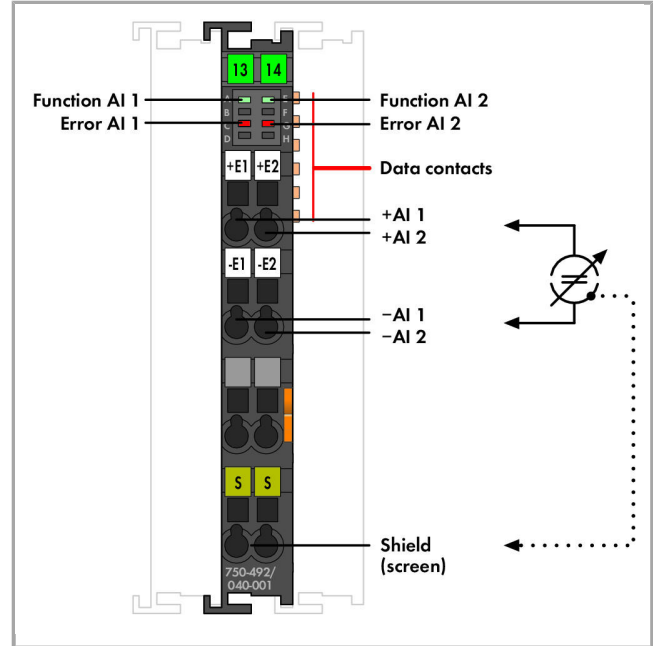 13 14
Function AI 1
Function AI 2
A E
B F
Error AI 1
Error AI 2
C G
D H
+E1 +E2
Data contacts
+AI 1
+AI 2
-E1 -E2
−AI 1
−AI 2
S S
Shield
(screen)
750-492/
040-001